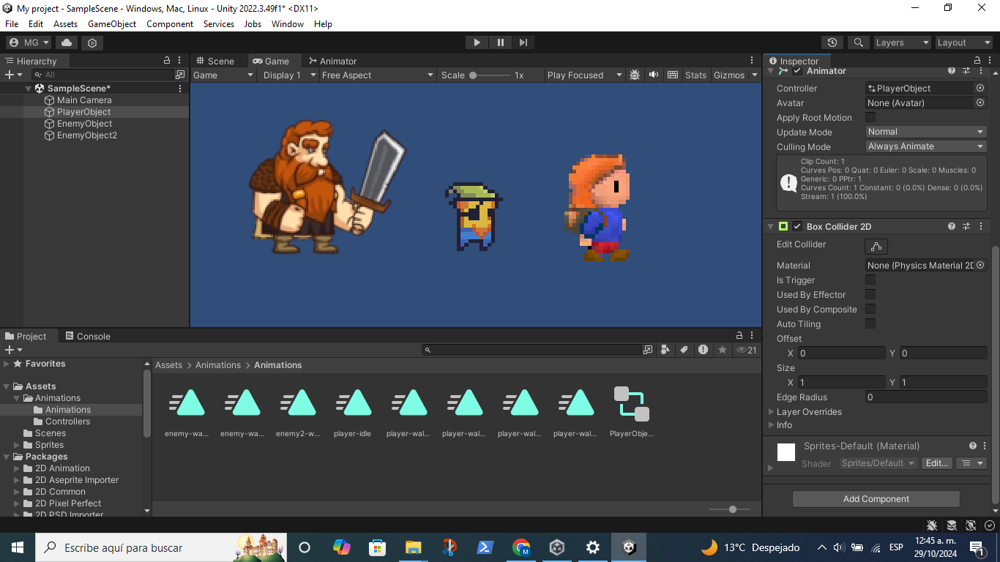 My project - SampleScene - Windows, Mac, Linux - Unity 2022.3.49f1* <DX11>
File Edit Assets GameObject Component Services Jobs Window Help
MG Layers Layout
Hierarchy
All
SampleScene*
Main Camera
PlayerObject
EnemyObject
EnemyObject2
Scene Game Animator
Game Display 1 Free Aspect Scale 1x Play Focused Stats Gizmos
Inspector
Animator
Controller PlayerObject
Avatar None (Avatar)
Apply Root Motion
Update Mode Normal
Culling Mode Always Animate
Clip Count: 1
Curves Pos: 0 Quat: 0 Euler: 0 Scale: 0 Muscles: 0
Generic: 0 PPtr: 1
Curves Count: 1 Constant: 0 (0.0%) Dense: 0 (0.0%)
Stream: 1 (100.0%)
Box Collider 2D
Edit Collider
Material None (Physics Material 2D
Is Trigger
Used By Effector
Used By Composite
Auto Tiling
Offset
X 0 Y 0
Size
X 1 Y 1
Edge Radius 0
Layer Overrides
Info
Sprites-Default (Material)
Shader Sprites/Default Edit...
Add Component
Project Console
21
Favorites
Assets
Animations
Animations
Controllers
Scenes
Sprites
Packages
2D Animation
2D Aseprite Importer
2D Common
2D Pixel Perfect
2D PSD Importer
Assets > Animations > Animations
enemy-wa... enemy-wa... enemy2-w... player-idle player-wal... player-wal... player-wal... player-wal... PlayerObje...
Escribe aquí para buscar
13°C Despejado
ESP
12:45 a. m.
29/10/2024
1